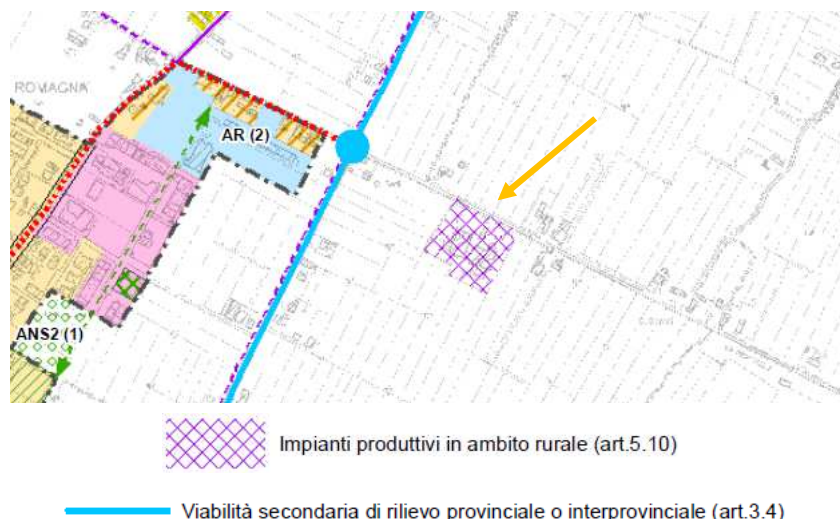 ROMAGNA
AR (2)
ANS2 (1)
Impianti produttivi in ambito rurale (art.5.10)
Viabilità secondaria di rilievo provinciale o interprovinciale (art.3.4)